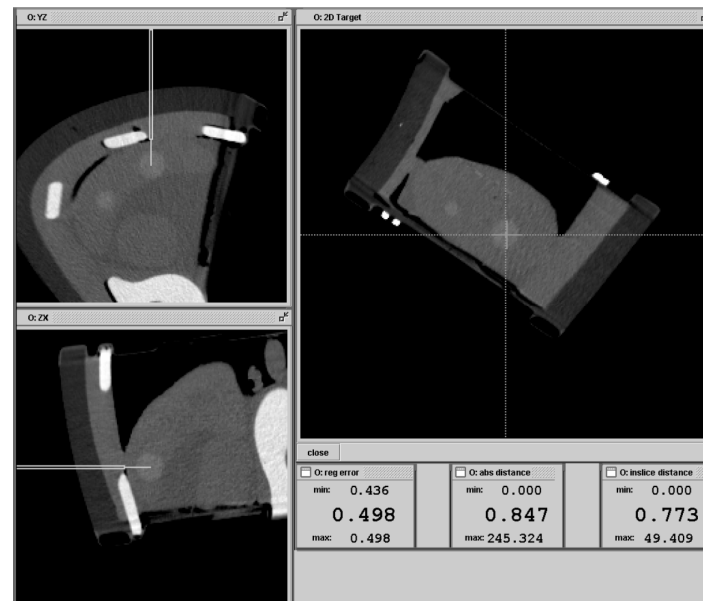 O: YZ
O: 2D Target
O: ZX
close
O: reg error
min: 0.436
0.498
max: 0.498
O: abs distance
min: 0.000
0.847
max: 245.324
O: inslice distance
min: 0.000
0.773
max: 49.409